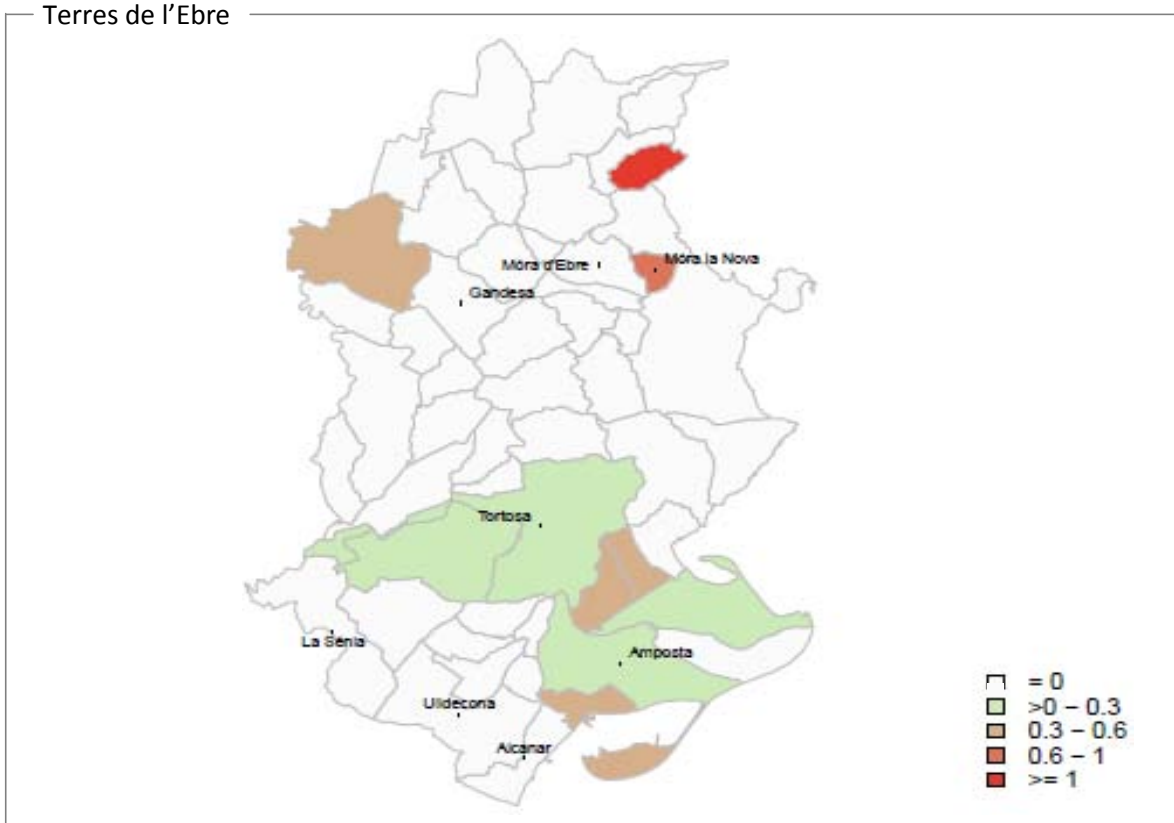 Terres de l’Ebre
Móra d'Ebre
Móra la Nova
Gandesa
Tortosa
La Sénia
Amposta
Ulldecona
Alcanar
= 0
>0 – 0.3
0.3 – 0.6
0.6 – 1
>= 1